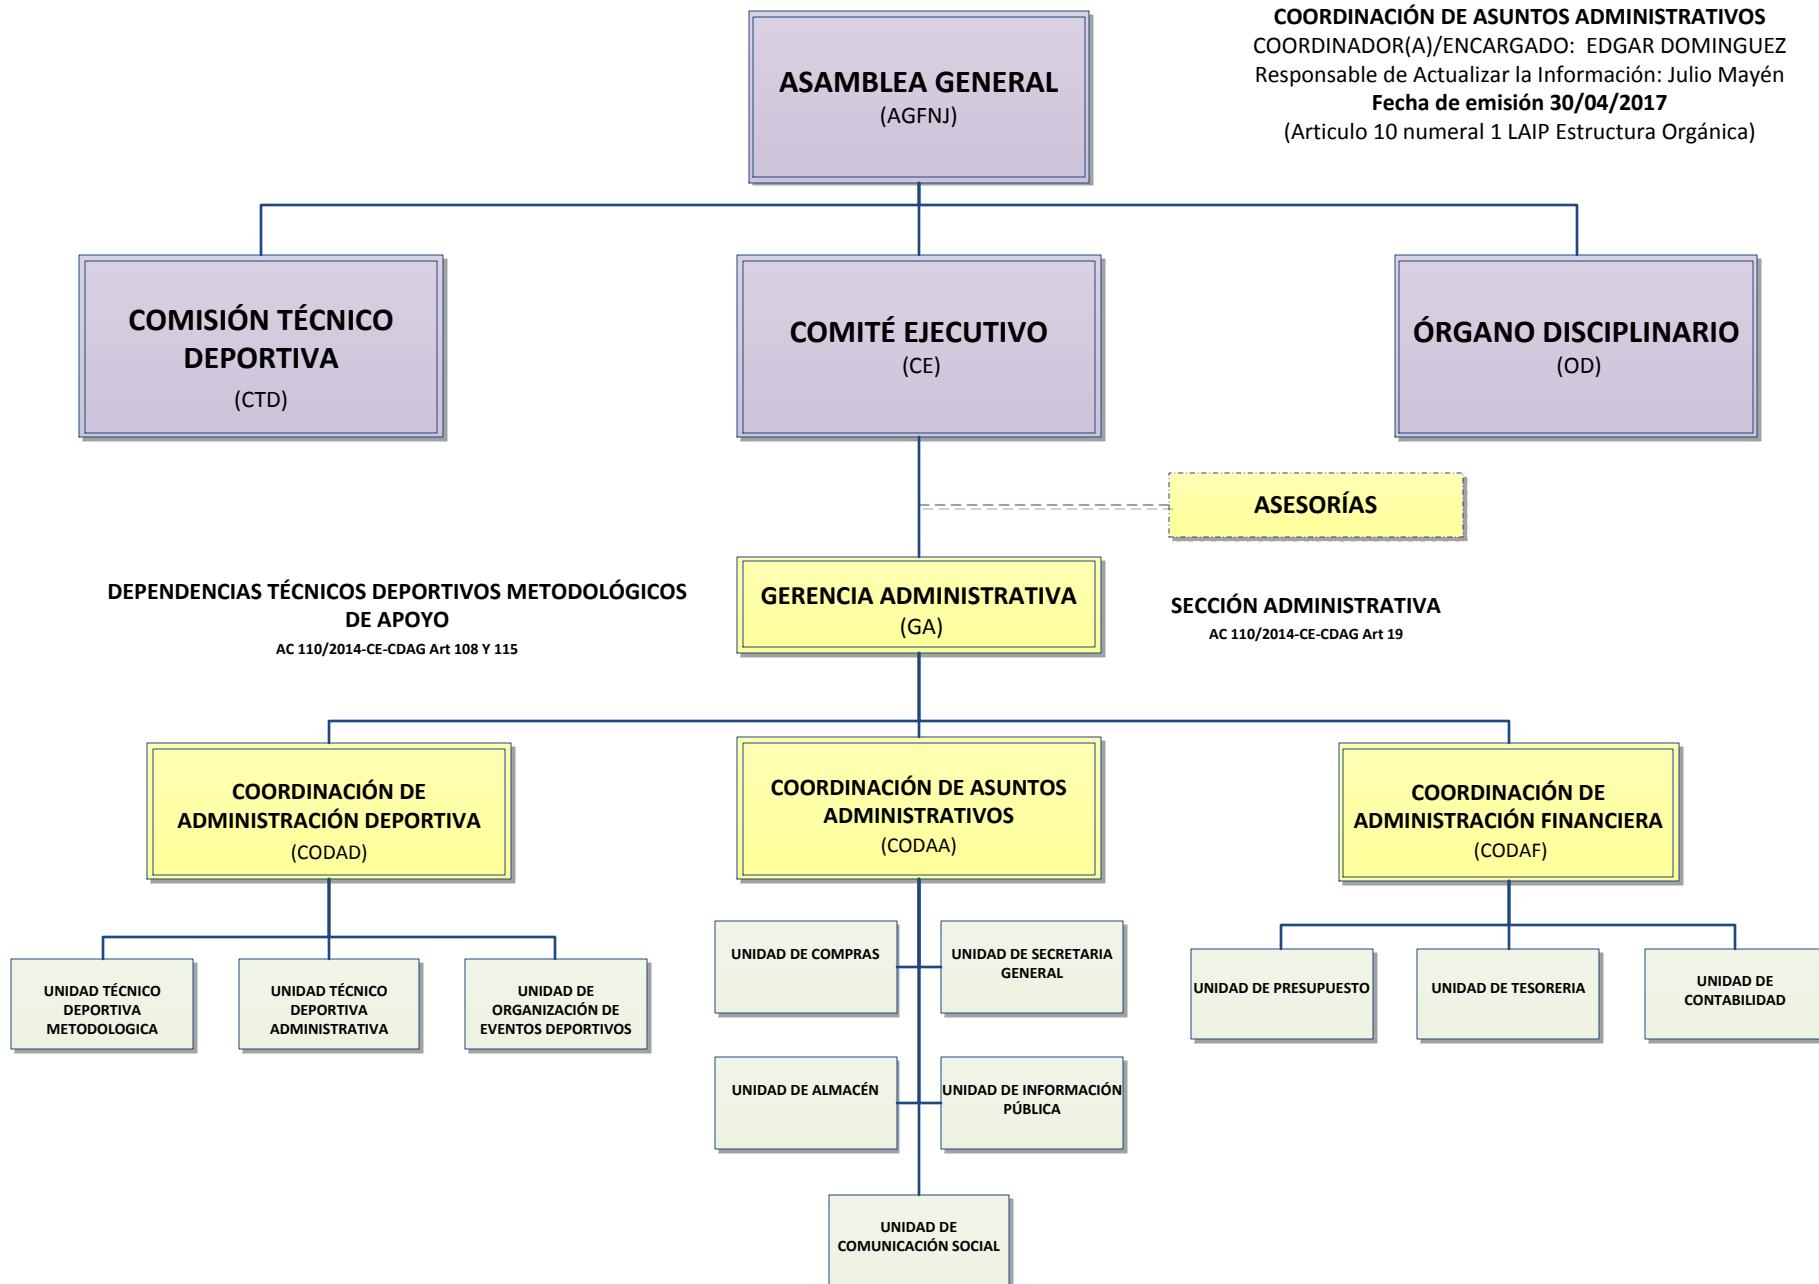 COORDINACIÓN DE ASUNTOS ADMINISTRATIVOS
COORDINADOR(A)/ENCARGADO: EDGAR DOMINGUEZ
Responsable de Actualizar la Información: Julio Mayén
Fecha de emisión 30/04/2017
(Articulo 10 numeral 1 LAIP Estructura Orgánica)
ASAMBLEA GENERAL
(AGFNJ)
COMISIÓN TÉCNICO
DEPORTIVA
(CTD)
COMITÉ EJECUTIVO
(CE)
ÓRGANO DISCIPLINARIO
(OD)
ASESORÍAS
DEPENDENCIAS TÉCNICOS DEPORTIVOS METODOLÓGICOS
DE APOYO
AC 110/2014-CE-CDAG Art 108 Y 115
GERENCIA ADMINISTRATIVA
(GA)
SECCIÓN ADMINISTRATIVA
AC 110/2014-CE-CDAG Art 19
COORDINACIÓN DE
ADMINISTRACIÓN DEPORTIVA
(CODAD)
COORDINACIÓN DE ASUNTOS
ADMINISTRATIVOS
(CODAA)
COORDINACIÓN DE
ADMINISTRACIÓN FINANCIERA
(CODAF)
UNIDAD TÉCNICO
DEPORTIVA
METODOLOGICA
UNIDAD TÉCNICO
DEPORTIVA
ADMINISTRATIVA
UNIDAD DE
ORGANIZACIÓN DE
EVENTOS DEPORTIVOS
UNIDAD DE COMPRAS
UNIDAD DE SECRETARIA
GENERAL
UNIDAD DE PRESUPUESTO
UNIDAD DE TESORERIA
UNIDAD DE
CONTABILIDAD
UNIDAD DE ALMACÉN
UNIDAD DE INFORMACIÓN
PÚBLICA
UNIDAD DE
COMUNICACIÓN SOCIAL